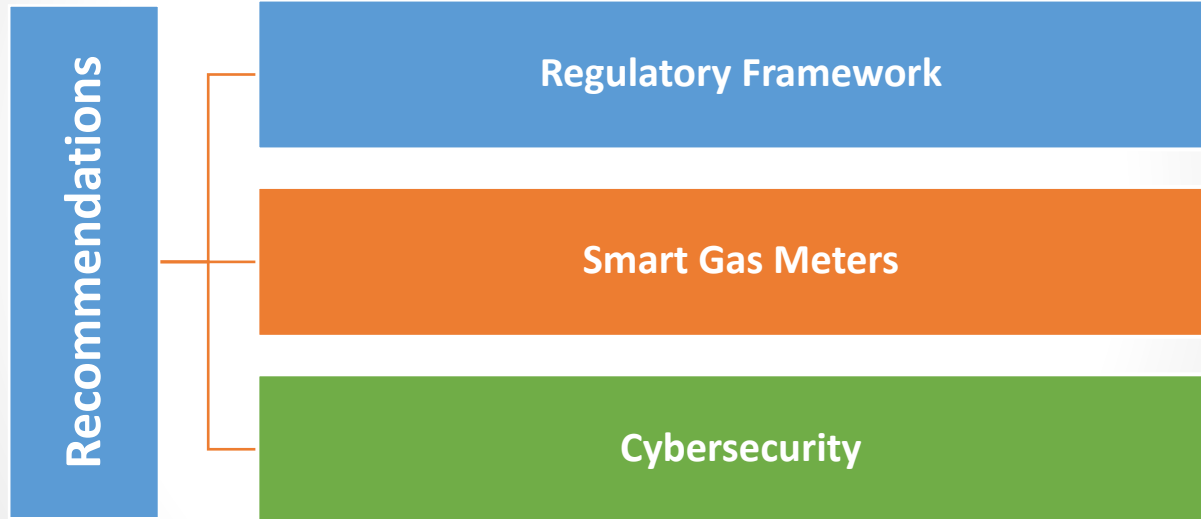 Recommendations
Regulatory Framework
Smart Gas Meters
Cybersecurity